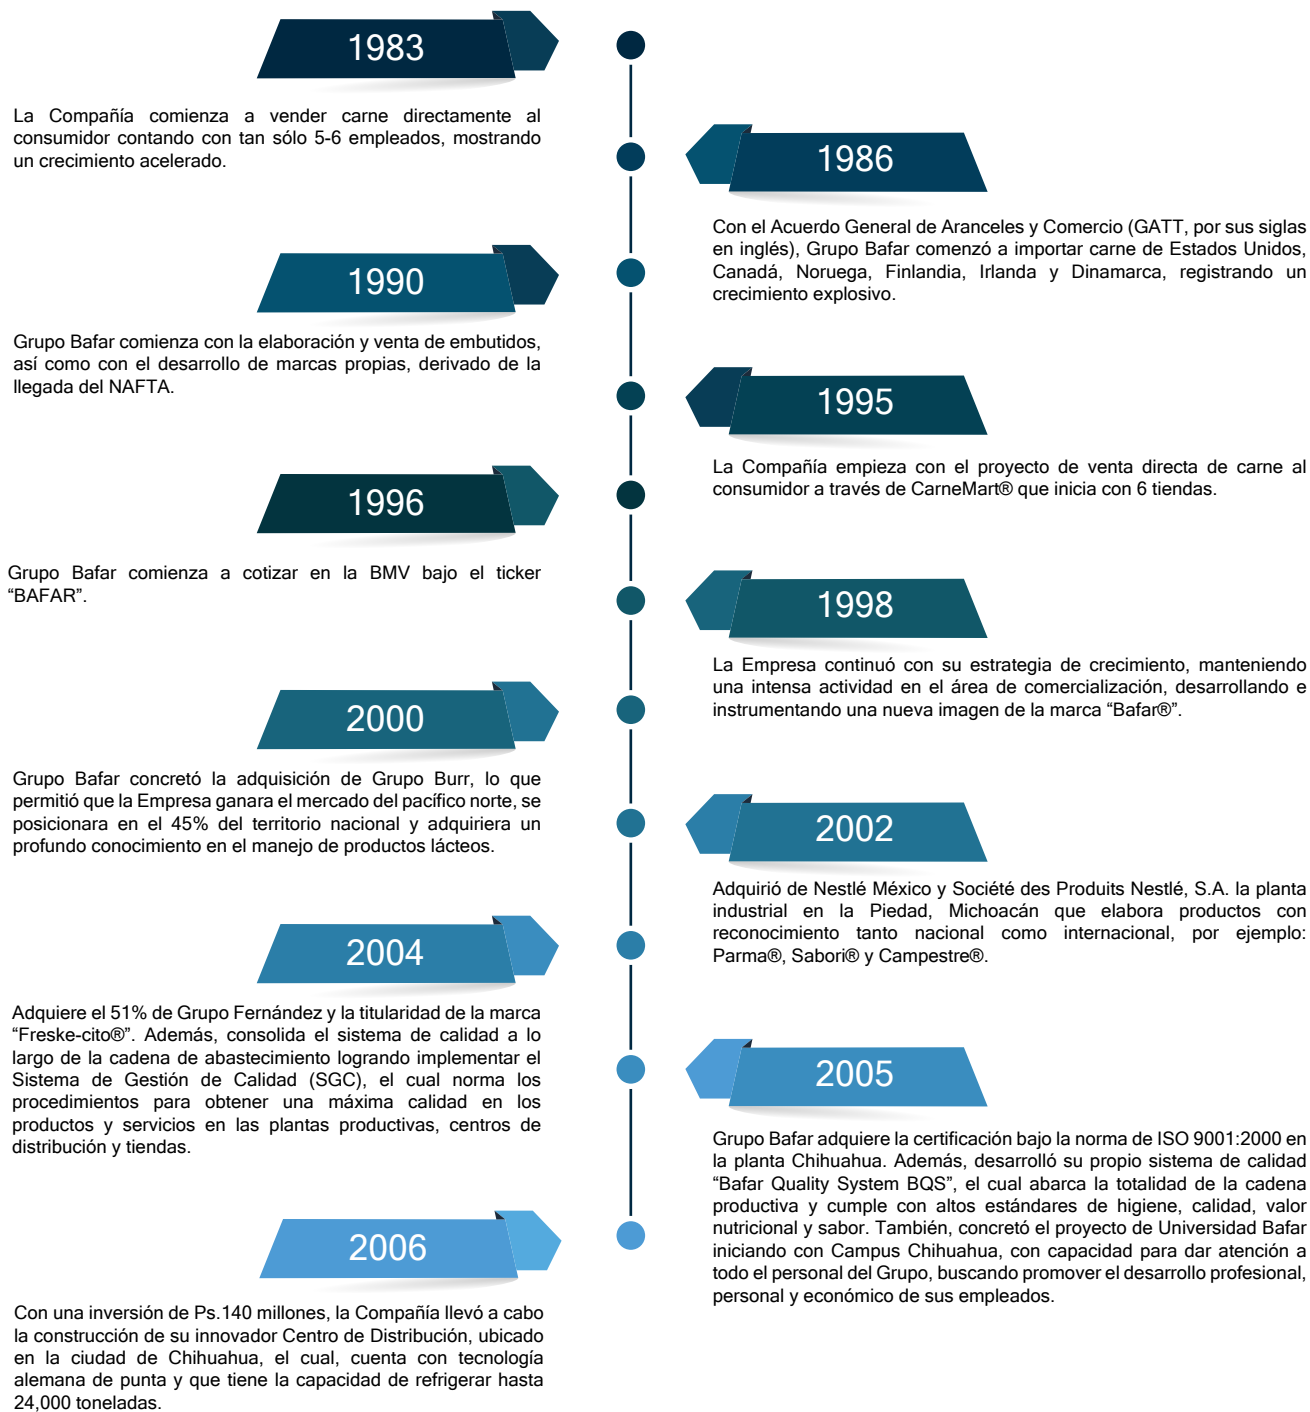 1983
La Compañía comienza a vender carne directamente al
consumidor contando con tan sólo 5-6 empleados, mostrando
un crecimiento acelerado.
1986
Con el Acuerdo General de Aranceles y Comercio (GATT, por sus siglas
en inglés), Grupo Bafar comenzó a importar carne de Estados Unidos,
Canadá, Noruega, Finlandia, Irlanda y Dinamarca, registrando un
crecimiento explosivo.
1990
Grupo Bafar comienza con la elaboración y venta de embutidos,
así como con el desarrollo de marcas propias, derivado de la
llegada del NAFTA.
1995
La Compañía empieza con el proyecto de venta directa de carne al
consumidor a través de CarneMart® que inicia con 6 tiendas.
1996
Grupo Bafar comienza a cotizar en la BMV bajo el ticker
“BAFAR”.
1998
La Empresa continuó con su estrategia de crecimiento, manteniendo
una intensa actividad en el área de comercialización, desarrollando e
instrumentando una nueva imagen de la marca “Bafar®”.
2000
Grupo Bafar concretó la adquisición de Grupo Burr, lo que
permitió que la Empresa ganara el mercado del pacífico norte, se
posicionara en el 45% del territorio nacional y adquiriera un
profundo conocimiento en el manejo de productos lácteos.
2002
Adquirió de Nestlé México y Société des Produits Nestlé, S.A. la planta
industrial en la Piedad, Michoacán que elabora productos con
reconocimiento tanto nacional como internacional, por ejemplo:
Parma®, Sabori® y Campestre®.
2004
Adquiere el 51% de Grupo Fernández y la titularidad de la marca
“Freske-cito®”. Además, consolida el sistema de calidad a lo
largo de la cadena de abastecimiento logrando implementar el
Sistema de Gestión de Calidad (SGC), el cual norma los
procedimientos para obtener una máxima calidad en los
productos y servicios en las plantas productivas, centros de
distribución y tiendas.
2005
Grupo Bafar adquiere la certificación bajo la norma de ISO 9001:2000 en
la planta Chihuahua. Además, desarrolló su propio sistema de calidad
“Bafar Quality System BQS”, el cual abarca la totalidad de la cadena
productiva y cumple con altos estándares de higiene, calidad, valor
nutricional y sabor. También, concretó el proyecto de Universidad Bafar
iniciando con Campus Chihuahua, con capacidad para dar atención a
todo el personal del Grupo, buscando promover el desarrollo profesional,
personal y económico de sus empleados.
2006
Con una inversión de Ps.140 millones, la Compañía llevó a cabo
la construcción de su innovador Centro de Distribución, ubicado
en la ciudad de Chihuahua, el cual, cuenta con tecnología
alemana de punta y que tiene la capacidad de refrigerar hasta
24,000 toneladas.